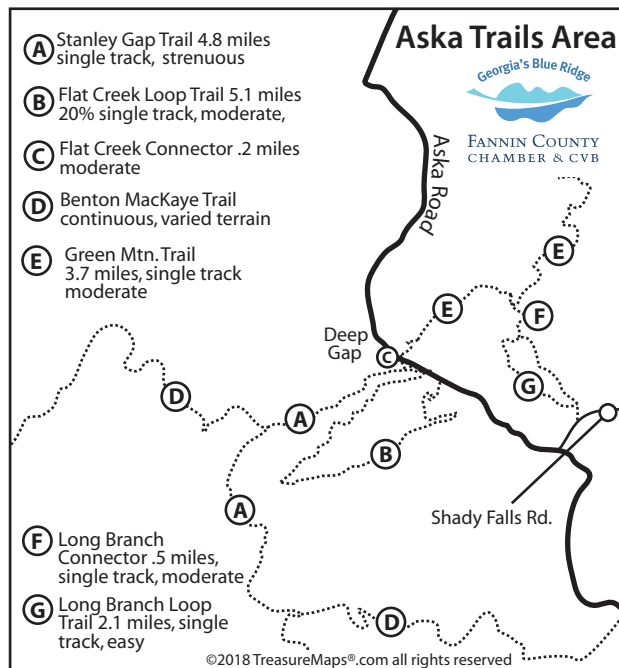 Aska Trails Area
Georgia's Blue Ridge
FANNIN COUNTY
CHAMBER & CVB
A Stanley Gap Trail 4.8 miles
single track, strenuous
B Flat Creek Loop Trail 5.1 miles
20% single track, moderate,
C Flat Creek Connector .2 miles
moderate
D Benton MacKaye Trail
continuous, varied terrain
E Green Mtn. Trail
3.7 miles, single track
moderate
Aska Road
E
E
F
Deep
Gap
C
G
D
A
B
A
Shady Falls Rd.
F Long Branch
Connector .5 miles,
single track, moderate
G Long Branch Loop
Trail 2.1 miles, single
track, easy
D
©2018 TreasureMaps®.com all rights reserved